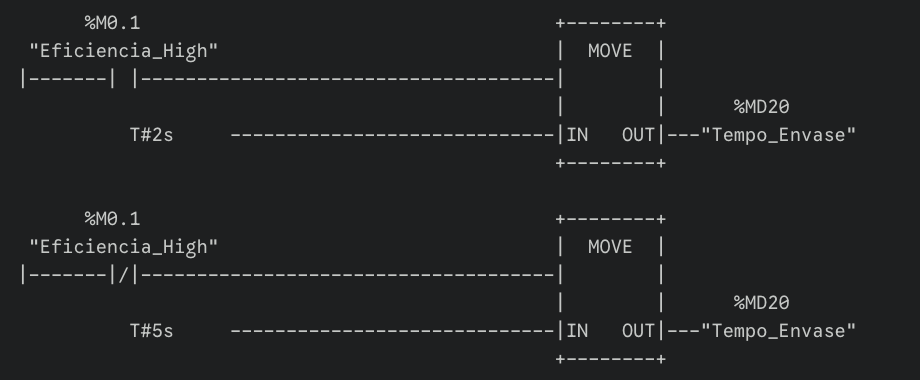 %M0.1 +--------+
"Eficiencia_High" | MOVE |
|-------| |--------------------------------------| |
| | %MD20
T#2s -----------------------------|IN OUT|---"Tempo_Envase"
+--------+
%M0.1 +--------+
"Eficiencia_High" | MOVE |
|-------|/|--------------------------------------| |
| | %MD20
T#5s -----------------------------|IN OUT|---"Tempo_Envase"
+--------+